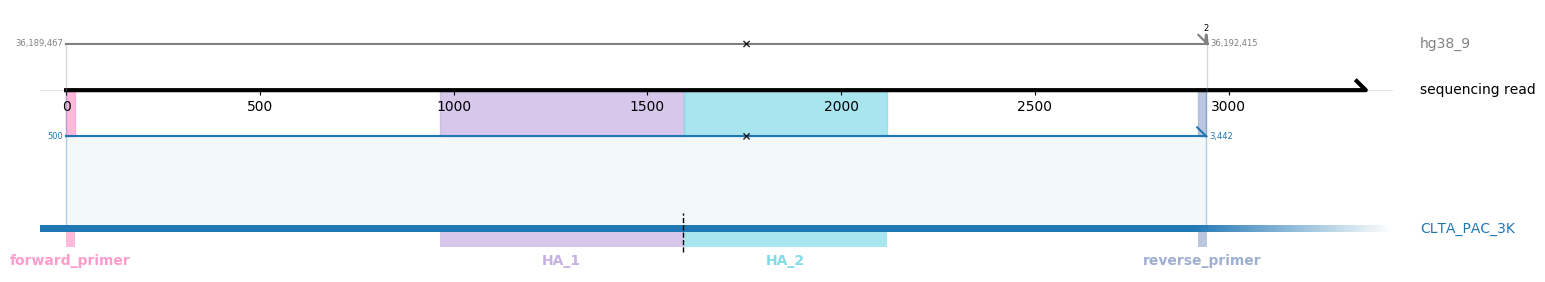 2
36,189,467
36,192,415
hg38_9
sequencing read
0
500
1000
1500
2000
2500
3000
500
3,442
CLTA_PAC_3K
forward_primer
HA_1
HA_2
reverse_primer